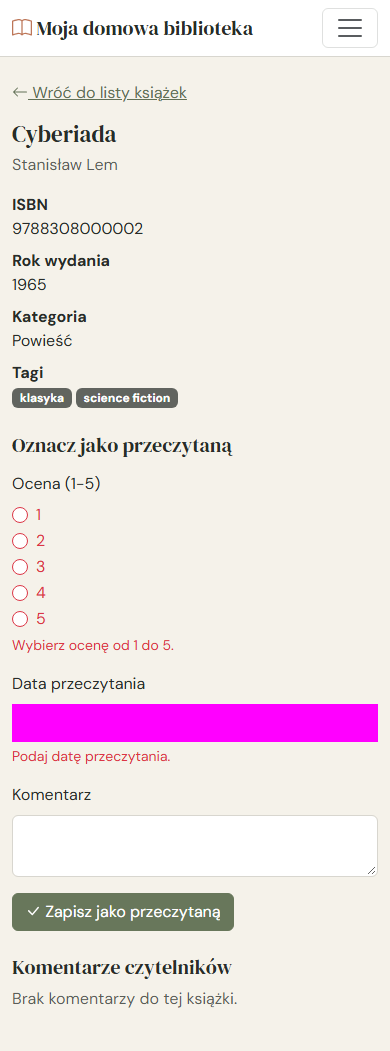 Moja domowa biblioteka
Wróć do listy książek
Cyberiada
Stanisław Lem
ISBN
9788308000002
Rok wydania
1965
Kategoria
Powieść
Tagi
klasyka science fiction
Oznacz jako przeczytaną
Ocena (1–5)
1
2
3
4
5
Wybierz ocenę od 1 do 5.
Data przeczytania
Podaj datę przeczytania.
Komentarz
Zapisz jako przeczytaną
Komentarze czytelników
Brak komentarzy do tej książki.